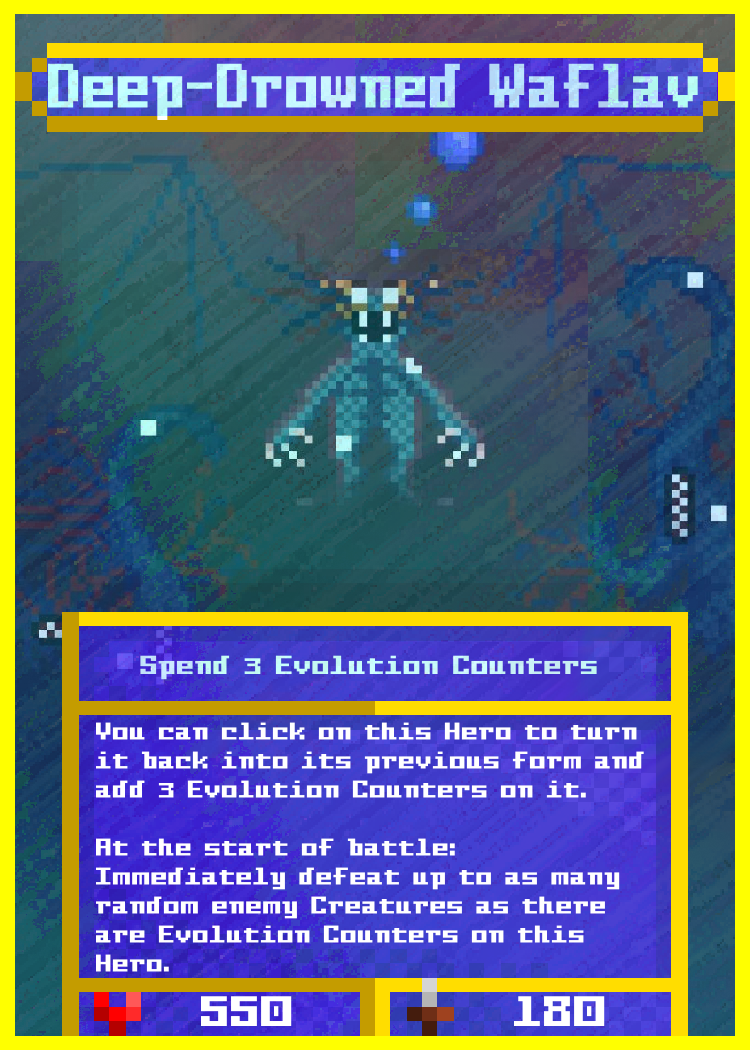 Deep-Drowned Waflav
Spend 3 Evolution Counters
You can click on this Hero to turn
it back into its previous form and
add 3 Evolution Counters on it.
At the start of battle:
Immediately defeat up to as many
random enemy Creatures as there
are Evolution Counters on this
Hero.
550
180